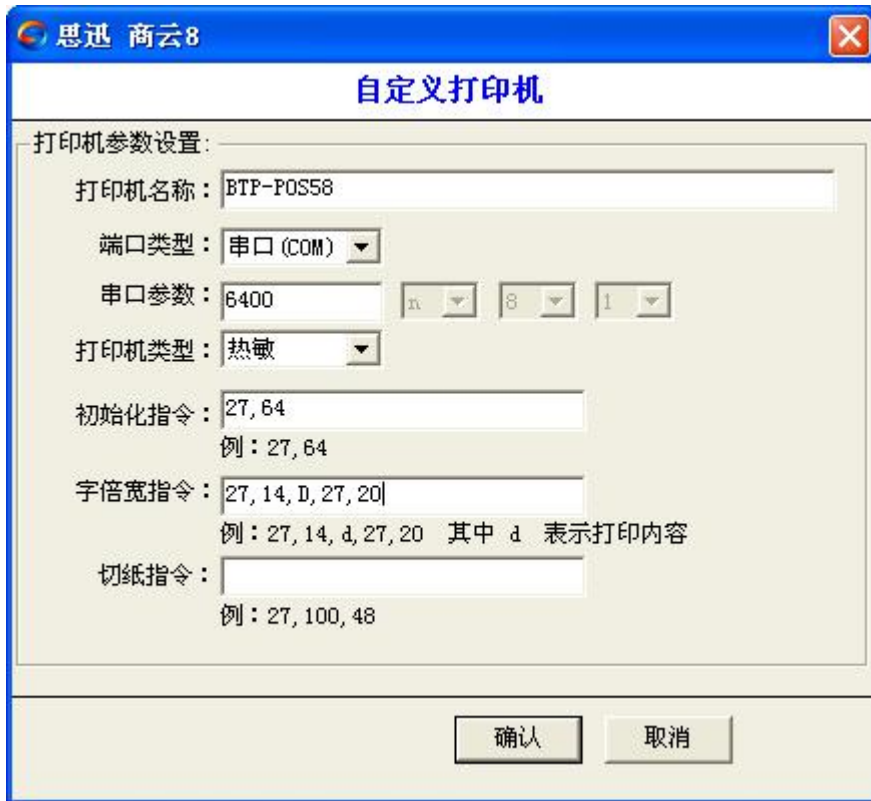 思迅 商云8
自定义打印机
打印机参数设置:
打印机名称：BTP-POS58
端口类型：串口(COM)
串口参数：6400 n 8 1
打印机类型：热敏
初始化指令：27,64
例：27,64
字倍宽指令：27,14,D,27,20
例：27,14,d,27,20 其中 d 表示打印内容
切纸指令：
例：27,100,48
确认 取消